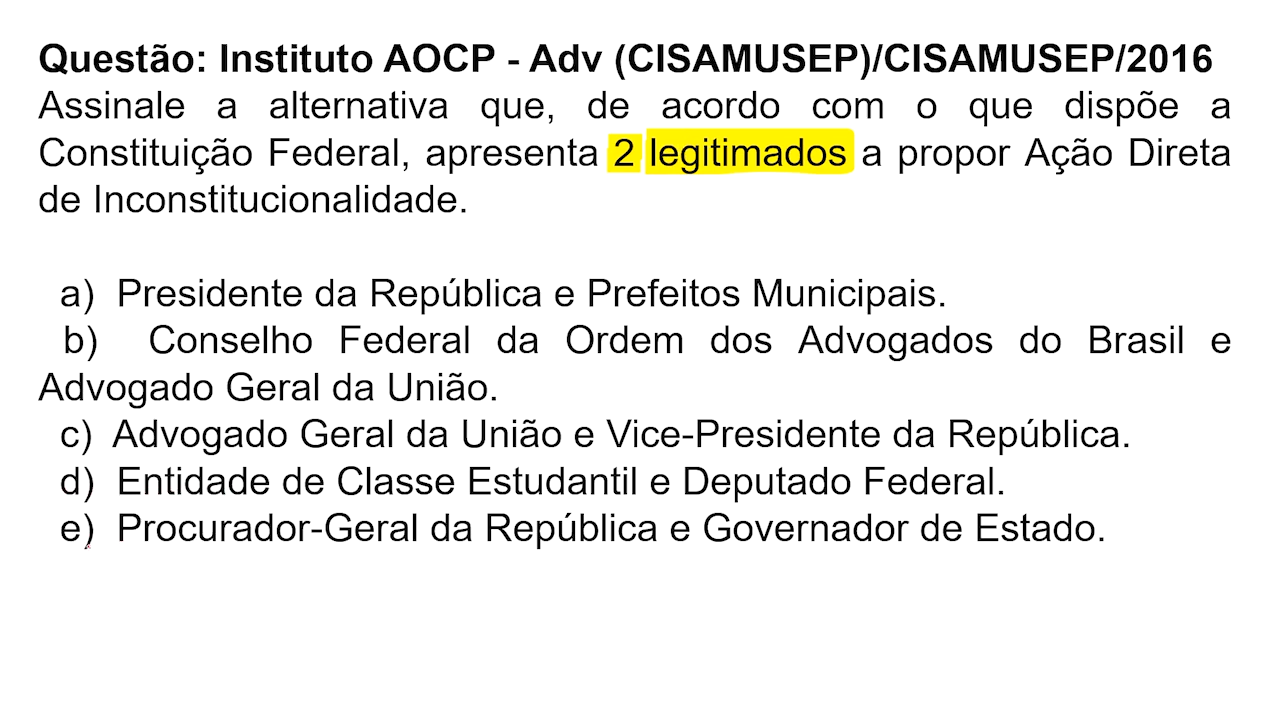 Questão: Instituto AOCP - Adv (CISAMUSEP)/CISAMUSEP/2016
Assinale a alternativa que, de acordo com o que dispõe a
Constituição Federal, apresenta 2 legitimados a propor Ação Direta
de Inconstitucionalidade.
a) Presidente da República e Prefeitos Municipais.
b) Conselho Federal da Ordem dos Advogados do Brasil e
Advogado Geral da União.
c) Advogado Geral da União e Vice-Presidente da República.
d) Entidade de Classe Estudantil e Deputado Federal.
e) Procurador-Geral da República e Governador de Estado.